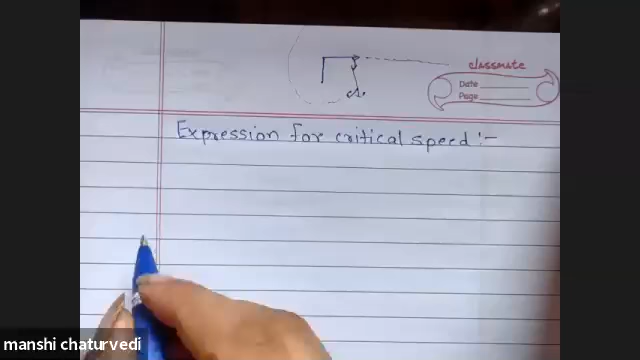 classmate
Date
Page
Expression for critical speed :-
manshi chaturvedi